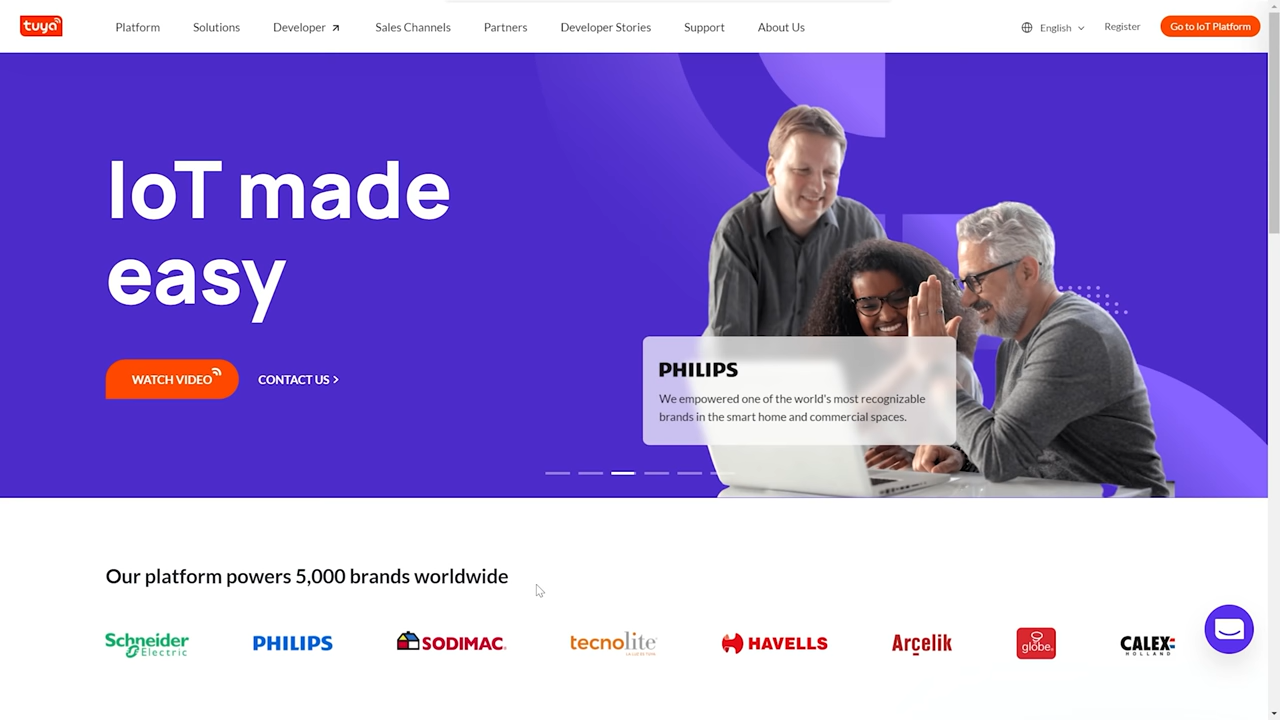 tuya
Platform
Solutions
Developer
Sales Channels
Partners
Developer Stories
Support
About Us
English
Register
Go to IoT Platform
IoT made
easy
WATCH VIDEO
CONTACT US
PHILIPS
We empowered one of the world's most recognizable
brands in the smart home and commercial spaces.
Our platform powers 5,000 brands worldwide
Schneider
Electric
PHILIPS
SODIMAC
tecnolite
HAVELLS
Arçelik
globe
CALEX
HOLLAND